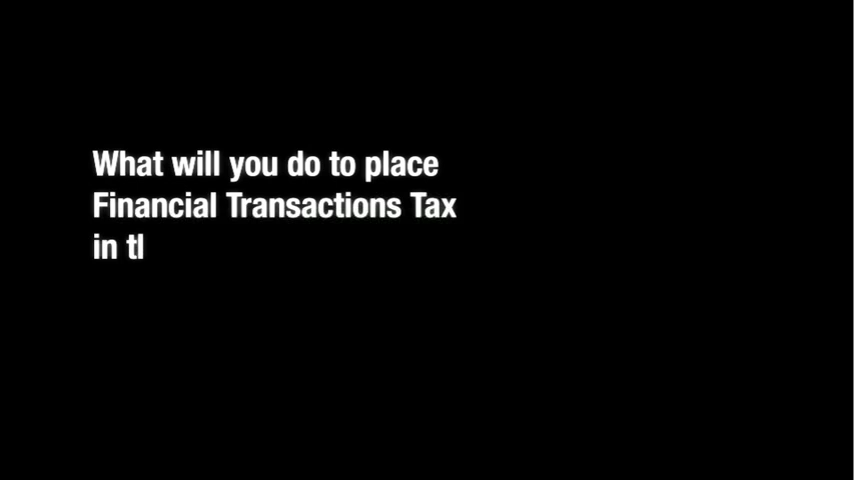 What will you do to place
Financial Transactions Tax
in